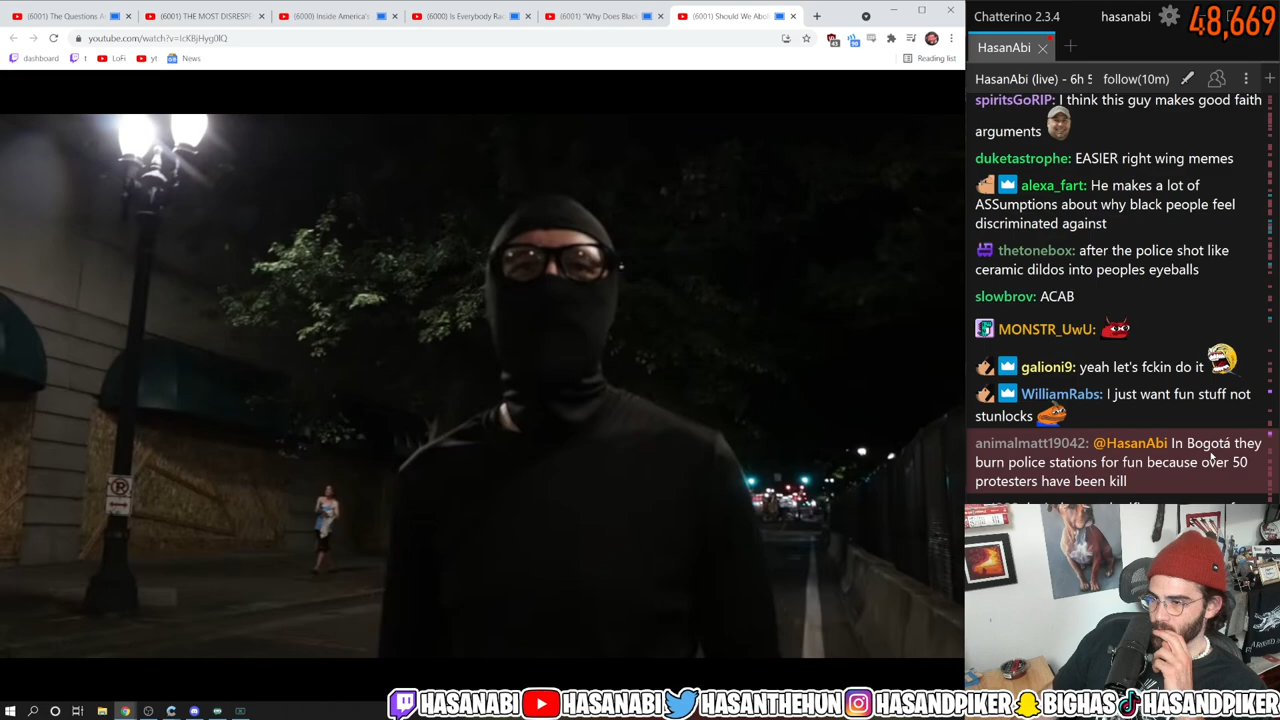 (6001) The Questions A
(6001) THE MOST DISRESPE
(6000) Inside America's
(6000) Is Everybody Rac
(6001) "Why Does Black
(6001) Should We Abol
youtube.com/watch?v=IcKBjHyg0lQ
dashboard
t
LoFi
yt
News
Reading list
Chatterino 2.3.4
hasanabi
48,669
HasanAbi
HasanAbi (live) - 6h 5
follow(10m)
spiritsGoRIP: I think this guy makes good faith
arguments
duketastrophe: EASIER right wing memes
alexa_fart: He makes a lot of
ASSumptions about why black people feel
discriminated against
thetonebox: after the police shot like
ceramic dildos into peoples eyeballs
slowbrov: ACAB
MONSTR_UwU:
galioni9: yeah let's fckin do it
WilliamRabs: I just want fun stuff not
stunlocks
animalmatt19042: @HasanAbi In Bogotá they
burn police stations for fun because over 50
protesters have been kill
HASANABI
HASANABI
HASANTHEHUN
HASANDPIKER
BIGHAS
HASANDPIKER